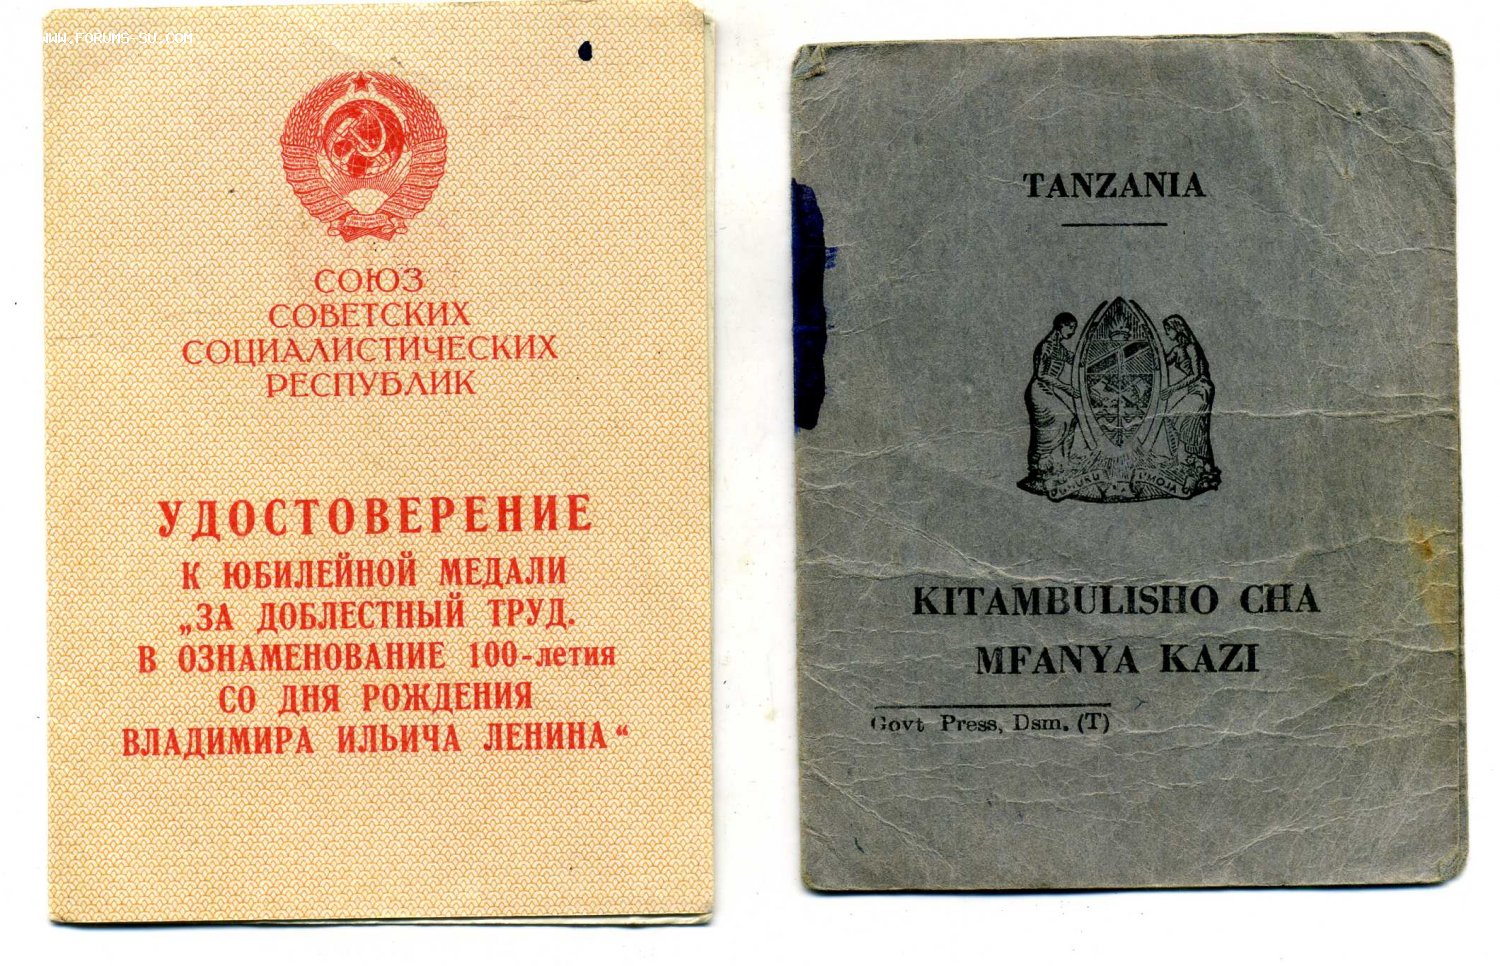 WWW.FORUMS-SU.COM
СОЮЗ
СОВЕТСКИХ
СОЦИАЛИСТИЧЕСКИХ
РЕСПУБЛИК
УДОСТОВЕРЕНИЕ
К ЮБИЛЕЙНОЙ МЕДАЛИ
„ЗА ДОБЛЕСТНЫЙ ТРУД.
В ОЗНАМЕНОВАНИЕ 100-летия
СО ДНЯ РОЖДЕНИЯ
ВЛАДИМИРА ИЛЬИЧА ЛЕНИНА“
TANZANIA
UHURU UMOJA
KITAMBULISHO CHA
MFANYA KAZI
Govt Press, Dsm. (T)